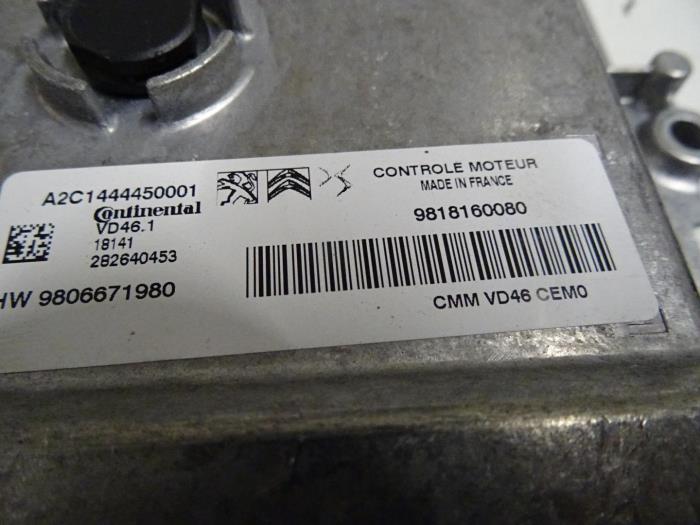 A2C1444450001
Continental
VD46.1
18141
282640453
HW 9806671980
CONTROLE MOTEUR
MADE IN FRANCE
9818160080
CMM VD46 CEM0